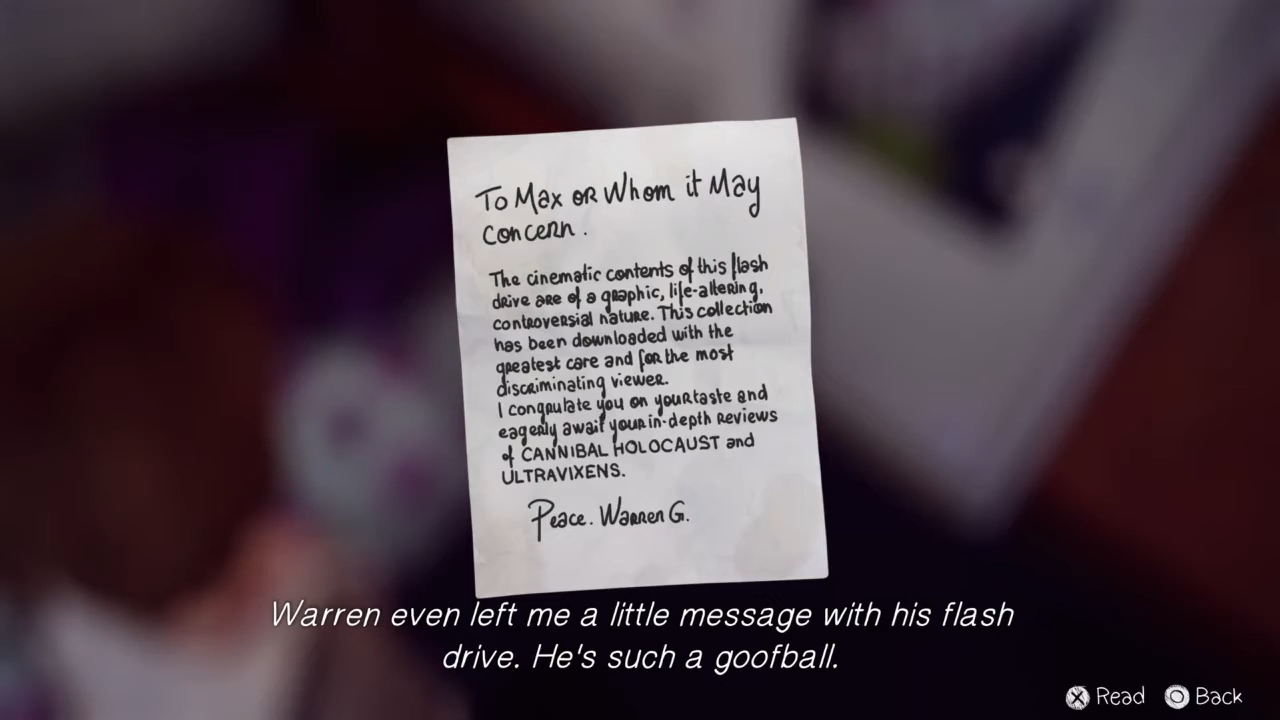 To Max or Whom it May
Concern.
The cinematic contents of this flash
drive are of a graphic, life-altering,
controversial nature. This collection
has been downloaded with the
greatest care and for the most
discriminating viewer.
I congrulate you on your taste and
eagerly await your in-depth reviews
of CANNIBAL HOLOCAUST and
ULTRAVIXENS.
Peace. Warren G.
Warren even left me a little message with his flash
drive. He's such a goofball.
Read Back